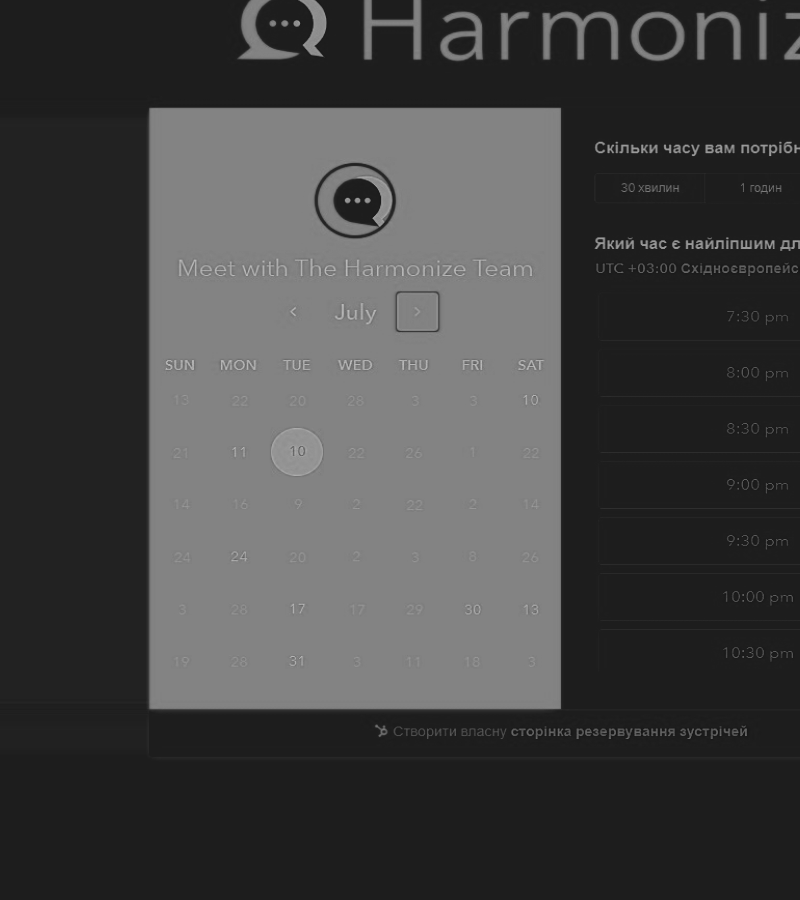 Harmoniz
Meet with The Harmonize Team
July
SUN MON TUE WED THU FRI SAT
13 22 20 28 3 3 10
21 11 10 22 26 1 22
14 16 9 2 22 2 14
24 24 20 2 3 8 26
3 28 17 17 29 30 13
19 28 31 3 11 18 3
Скільки часу вам потрібн
30 хвилин 1 годин
Який час є найліпшим дл
UTC +03:00 Східноєвропейс
7:30 pm
8:00 pm
8:30 pm
9:00 pm
9:30 pm
10:00 pm
10:30 pm
Створити власну сторінка резервування зустрічей